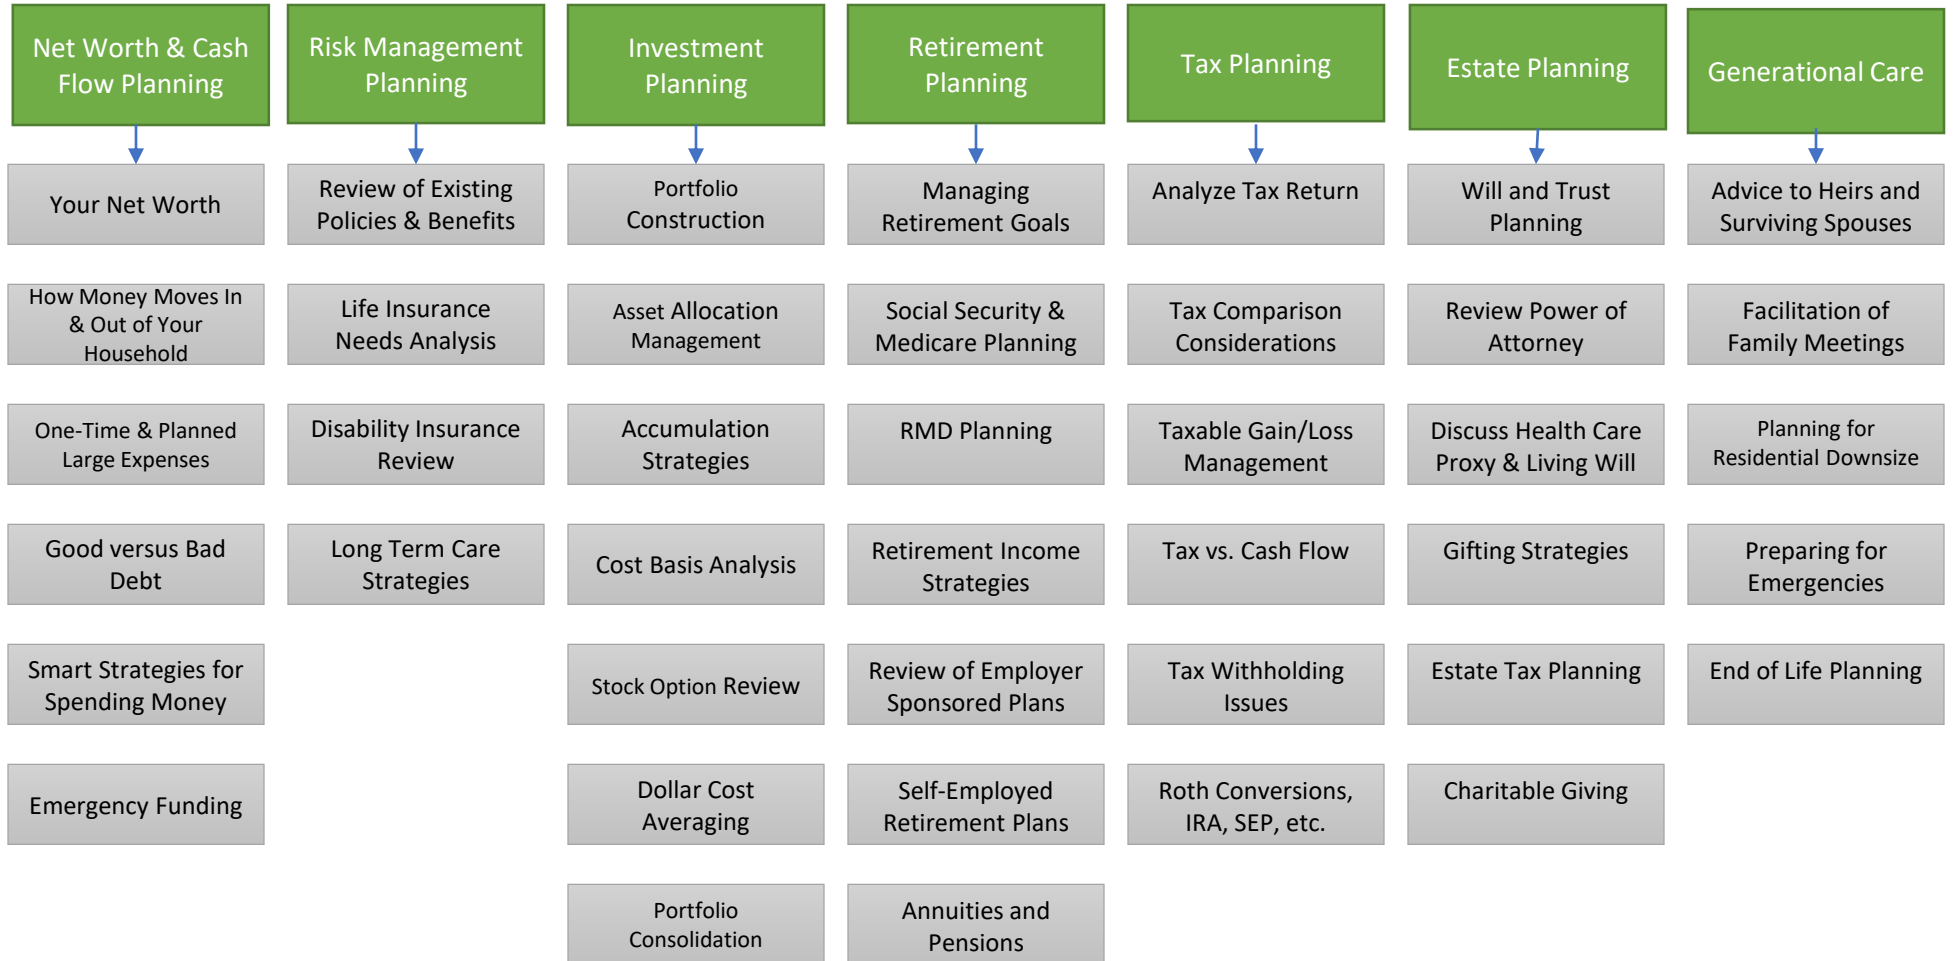 Net Worth & Cash
Flow Planning
Your Net Worth
How Money Moves In
& Out of Your
Household
One-Time & Planned
Large Expenses
Good versus Bad
Debt
Smart Strategies for
Spending Money
Emergency Funding
Risk Management
Planning
Review of Existing
Policies & Benefits
Life Insurance
Needs Analysis
Disability Insurance
Review
Long Term Care
Strategies
Investment
Planning
Portfolio
Construction
Asset Allocation
Management
Accumulation
Strategies
Cost Basis Analysis
Stock Option Review
Dollar Cost
Averaging
Portfolio
Consolidation
Retirement
Planning
Managing
Retirement Goals
Social Security &
Medicare Planning
RMD Planning
Retirement Income
Strategies
Review of Employer
Sponsored Plans
Self-Employed
Retirement Plans
Annuities and
Pensions
Tax Planning
Analyze Tax Return
Tax Comparison
Considerations
Taxable Gain/Loss
Management
Tax vs. Cash Flow
Tax Withholding
Issues
Roth Conversions,
IRA, SEP, etc.
Estate Planning
Will and Trust
Planning
Review Power of
Attorney
Discuss Health Care
Proxy & Living Will
Gifting Strategies
Estate Tax Planning
Charitable Giving
Generational Care
Advice to Heirs and
Surviving Spouses
Facilitation of
Family Meetings
Planning for
Residential Downsize
Preparing for
Emergencies
End of Life Planning